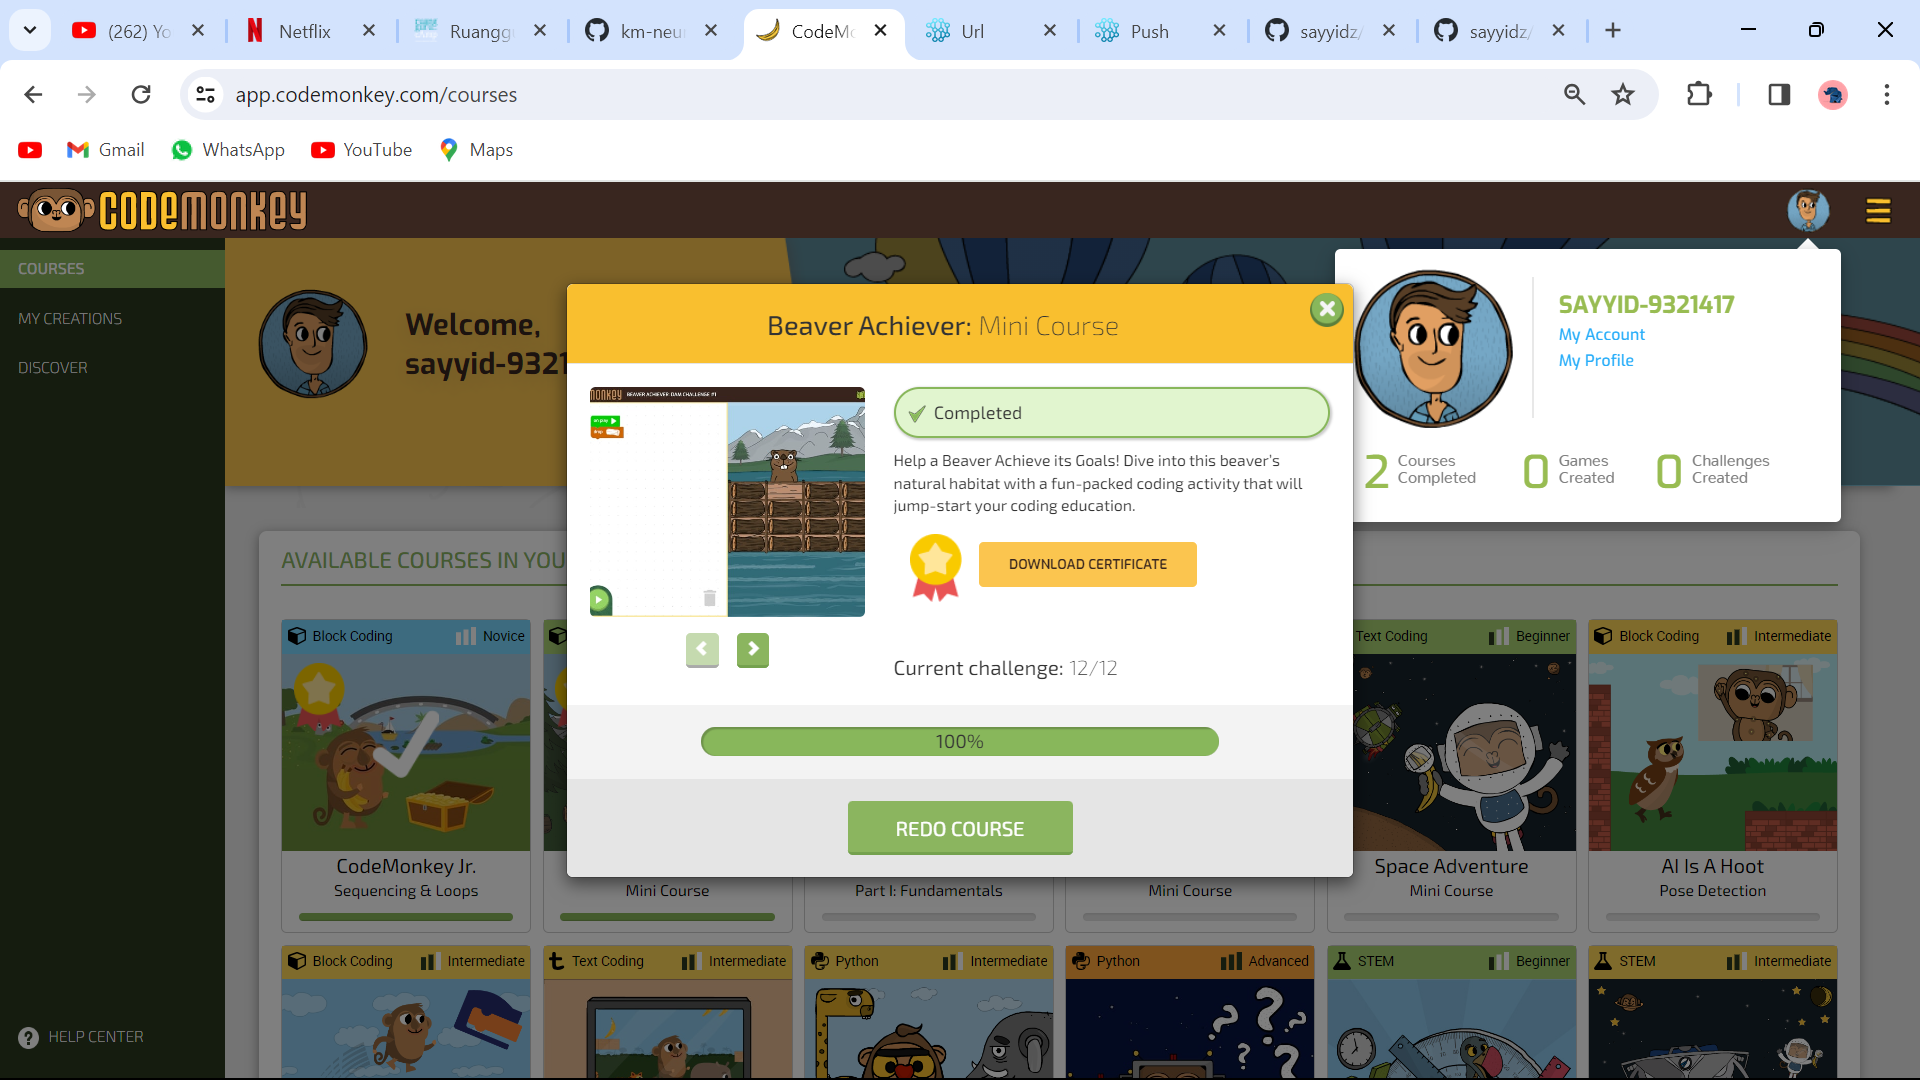 (262) Yo
Netflix
Ruanggu
km-neur
CodeMo
Url
Push
sayyidz/
sayyidz/
app.codemonkey.com/courses
Gmail
WhatsApp
YouTube
Maps
CODEMONKEY
COURSES
MY CREATIONS
DISCOVER
HELP CENTER
Welcome,
sayyid-9321
SAYYID-9321417
My Account
My Profile
2 Courses Completed
0 Games Created
0 Challenges Created
Beaver Achiever: Mini Course
MONKEY BEAVER ACHIEVER: DAM CHALLENGE #1
on play
drop
Completed
Help a Beaver Achieve its Goals! Dive into this beaver's
natural habitat with a fun-packed coding activity that will
jump-start your coding education.
DOWNLOAD CERTIFICATE
Current challenge: 12/12
100%
REDO COURSE
AVAILABLE COURSES IN YOU
Block Coding Novice
Text Coding Beginner
Block Coding Intermediate
CodeMonkey Jr.
Sequencing & Loops
Mini Course
Part I: Fundamentals
Mini Course
Space Adventure
Mini Course
AI Is A Hoot
Pose Detection
Block Coding Intermediate
Text Coding Intermediate
Python Intermediate
Python Advanced
STEM Beginner
STEM Intermediate